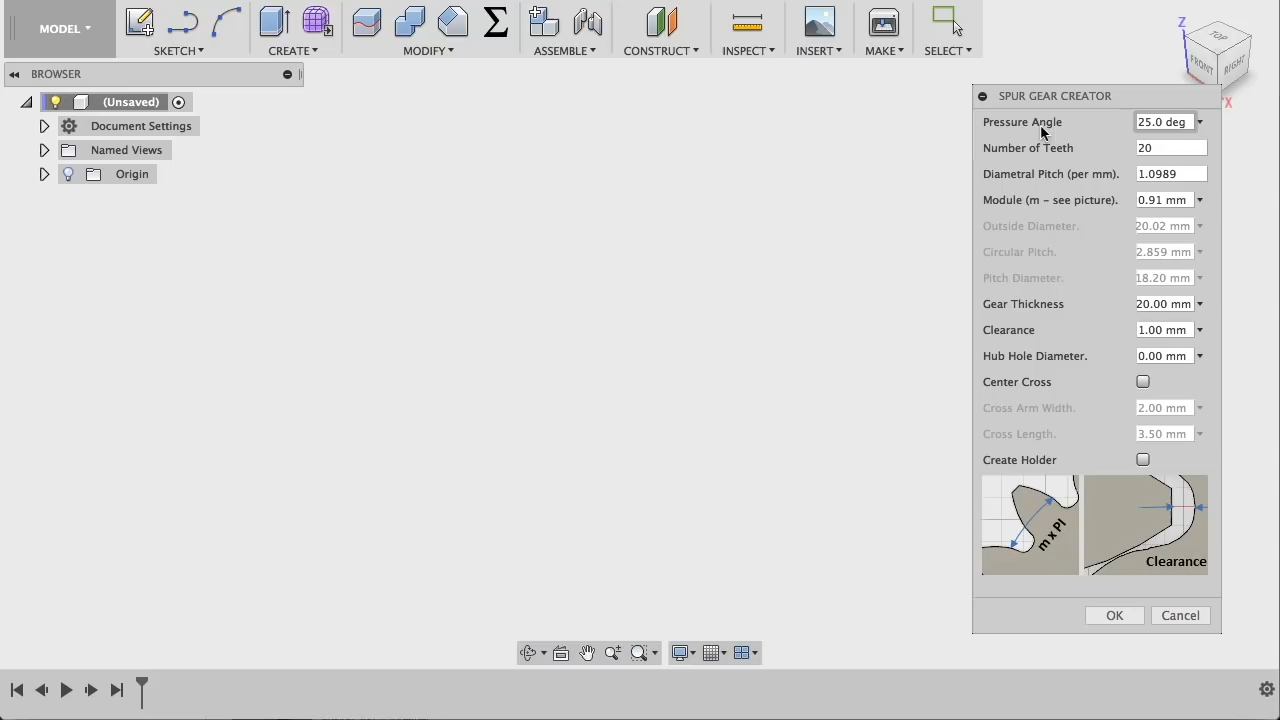 MODEL
SKETCH
CREATE
MODIFY
ASSEMBLE
CONSTRUCT
INSPECT
INSERT
MAKE
SELECT
Z
TOP
FRONT
RIGHT
X
BROWSER
(Unsaved)
Document Settings
Named Views
Origin
SPUR GEAR CREATOR
Pressure Angle 25.0 deg
Number of Teeth 20
Diametral Pitch (per mm). 1.0989
Module (m - see picture). 0.91 mm
Outside Diameter. 20.02 mm
Circular Pitch. 2.859 mm
Pitch Diameter. 18.20 mm
Gear Thickness 20.00 mm
Clearance 1.00 mm
Hub Hole Diameter. 0.00 mm
Center Cross
Cross Arm Width. 2.00 mm
Cross Length. 3.50 mm
Create Holder
m x PI
Clearance
OK Cancel